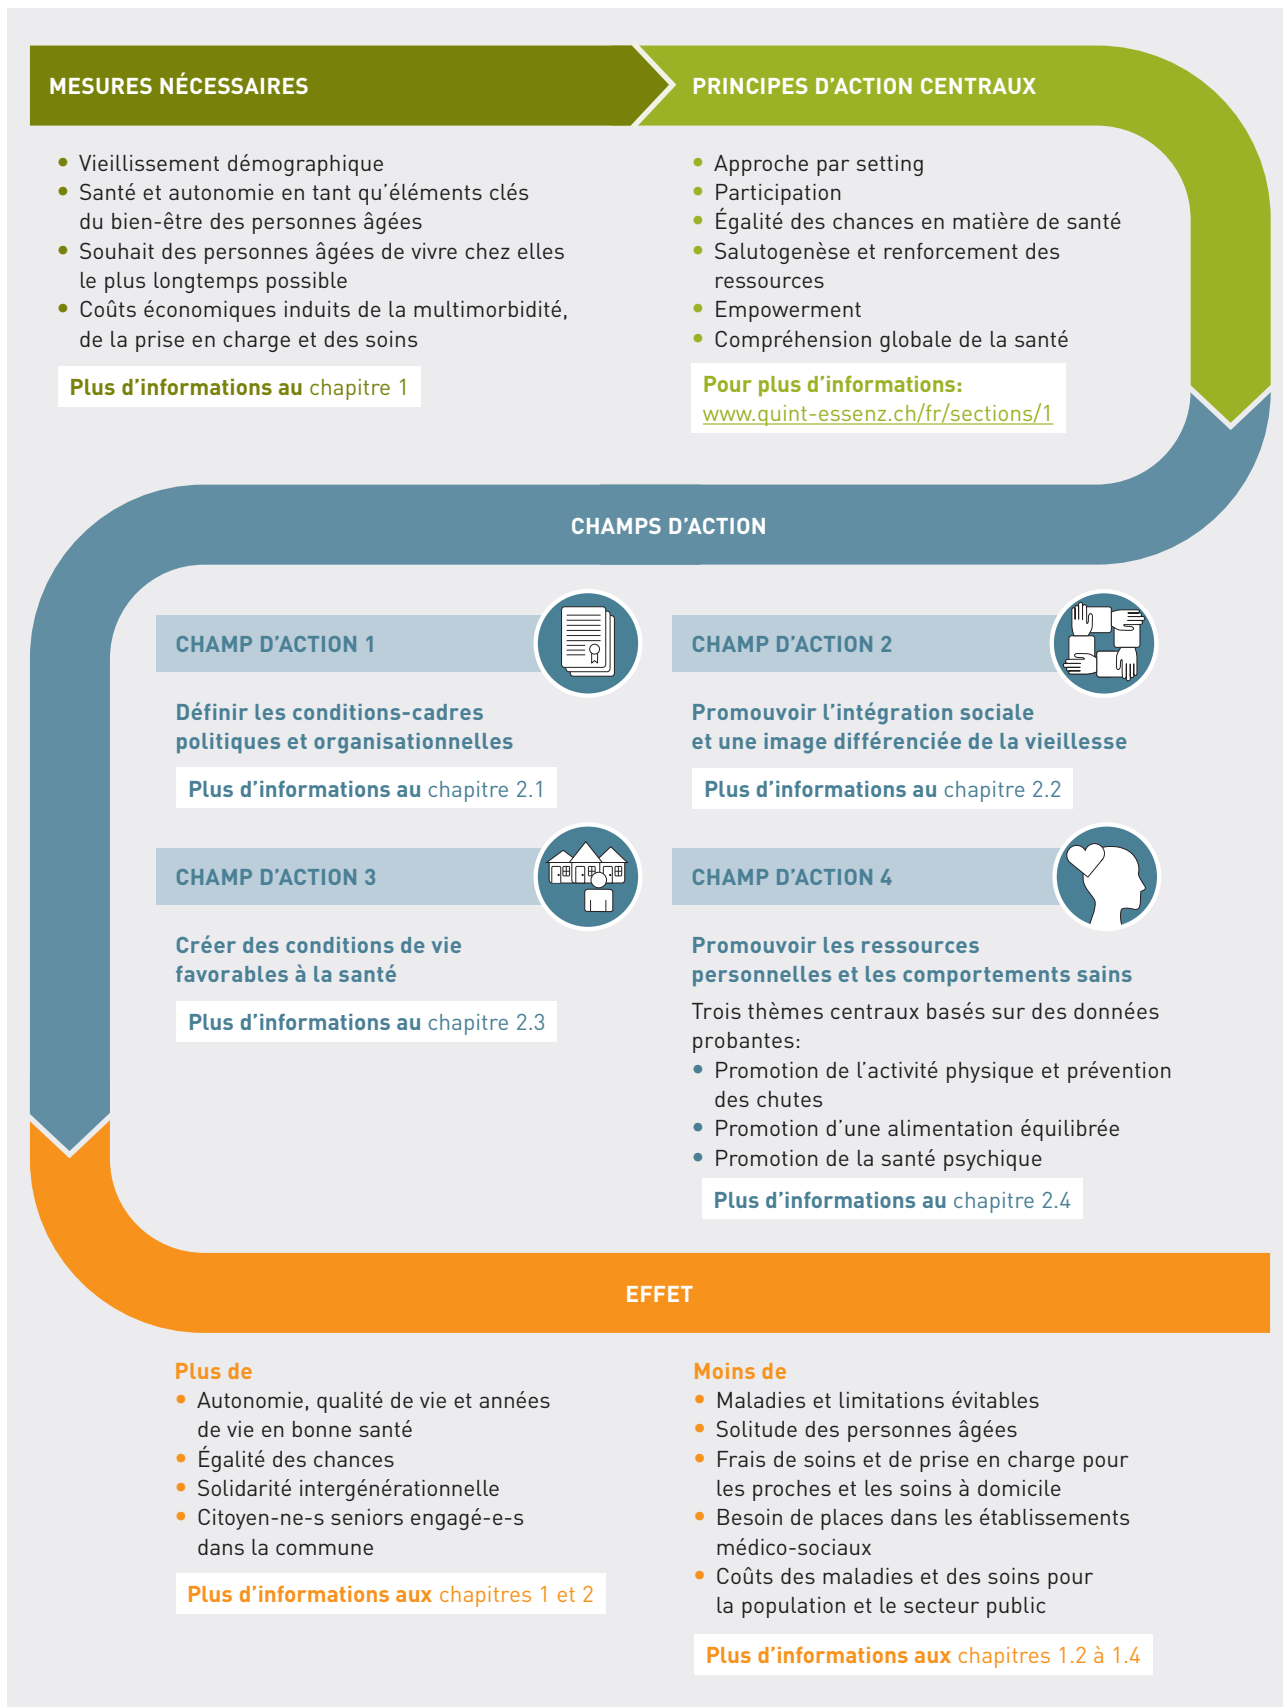 MESURES NÉCESSAIRES
• Vieillissement démographique
• Santé et autonomie en tant qu’éléments clés
du bien-être des personnes âgées
• Souhait des personnes âgées de vivre chez elles
le plus longtemps possible
• Coûts économiques induits de la multimorbidité,
de la prise en charge et des soins
Plus d’informations au chapitre 1
PRINCIPES D’ACTION CENTRAUX
• Approche par setting
• Participation
• Égalité des chances en matière de santé
• Salutogenèse et renforcement des
ressources
• Empowerment
• Compréhension globale de la santé
Pour plus d’informations:
www.quint-essenz.ch/fr/sections/1
CHAMPS D’ACTION
CHAMP D’ACTION 1
Définir les conditions-cadres
politiques et organisationnelles
Plus d’informations au chapitre 2.1
CHAMP D’ACTION 2
Promouvoir l’intégration sociale
et une image différenciée de la vieillesse
Plus d’informations au chapitre 2.2
CHAMP D’ACTION 3
Créer des conditions de vie
favorables à la santé
Plus d’informations au chapitre 2.3
CHAMP D’ACTION 4
Promouvoir les ressources
personnelles et les comportements sains
Trois thèmes centraux basés sur des données
probantes:
• Promotion de l’activité physique et prévention
des chutes
• Promotion d’une alimentation équilibrée
• Promotion de la santé psychique
Plus d’informations au chapitre 2.4
EFFET
Plus de
• Autonomie, qualité de vie et années
de vie en bonne santé
• Égalité des chances
• Solidarité intergénérationnelle
• Citoyen-ne-s seniors engagé-e-s
dans la commune
Plus d’informations aux chapitres 1 et 2
Moins de
• Maladies et limitations évitables
• Solitude des personnes âgées
• Frais de soins et de prise en charge pour
les proches et les soins à domicile
• Besoin de places dans les établissements
médico-sociaux
• Coûts des maladies et des soins pour
la population et le secteur public
Plus d’informations aux chapitres 1.2 à 1.4